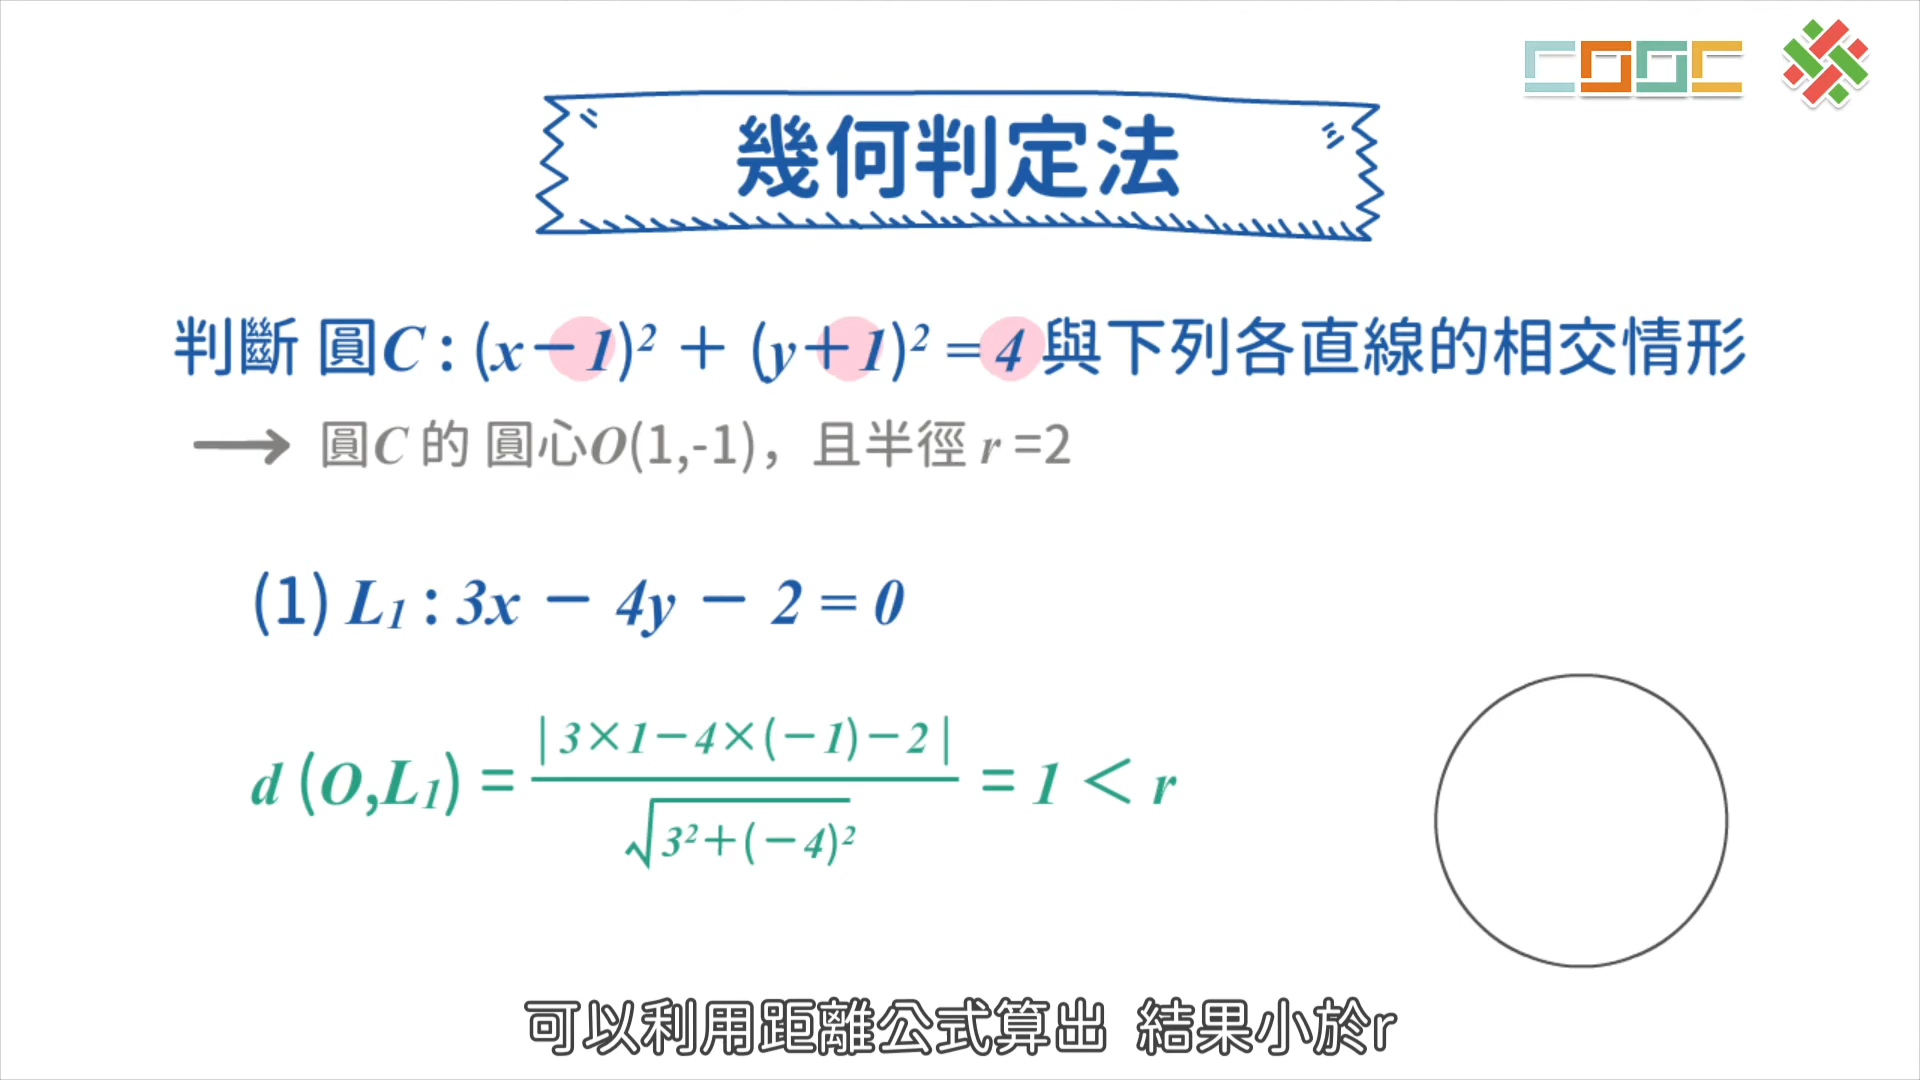 COOC
幾何判定法
判斷 圓C : (x－1)² ＋ (y＋1)² = 4 與下列各直線的相交情形
→ 圓C 的 圓心O(1,-1)，且半徑 r =2
(1) L₁ : 3x － 4y － 2 = 0
d (O,L₁) = | 3×1－4×(－1)－2 | / √3²＋(－4)² = 1 ＜ r
可以利用距離公式算出 結果小於r